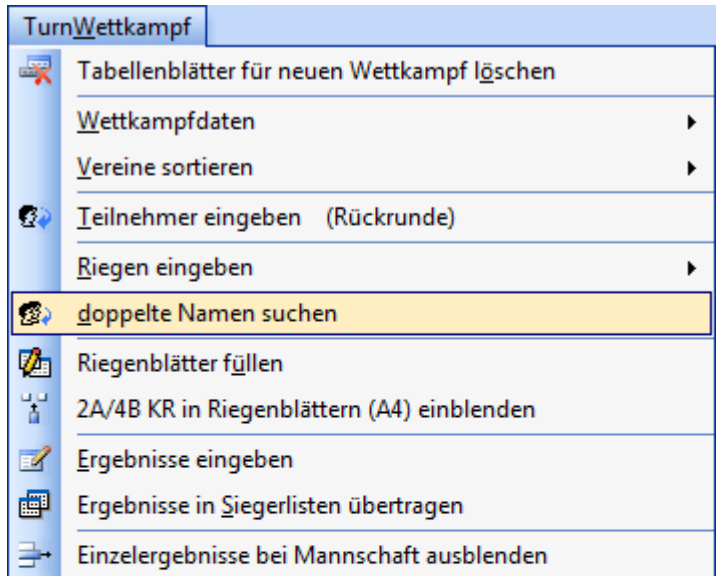 TurnWettkampf
Tabellenblätter für neuen Wettkampf löschen
Wettkampfdaten
Vereine sortieren
Teilnehmer eingeben (Rückrunde)
Riegen eingeben
doppelte Namen suchen
Riegenblätter füllen
2A/4B KR in Riegenblättern (A4) einblenden
Ergebnisse eingeben
Ergebnisse in Siegerlisten übertragen
Einzelergebnisse bei Mannschaft ausblenden